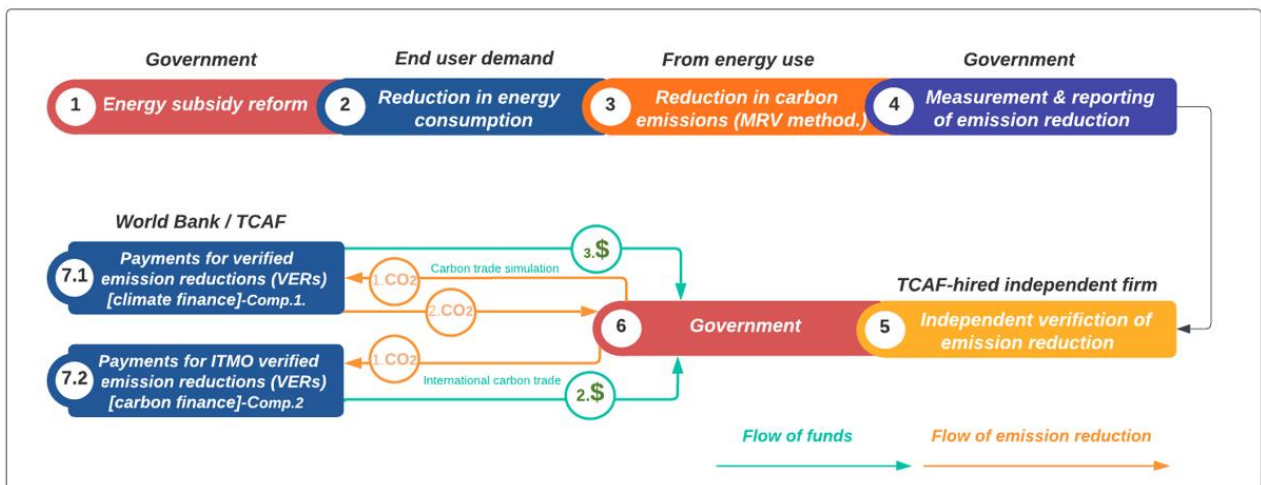 Government
End user demand
From energy use
Government
1 Energy subsidy reform
2 Reduction in energy
consumption
3 Reduction in carbon
emissions (MRV method.)
4 Measurement & reporting
of emission reduction
World Bank / TCAF
7.1 Payments for verified
emission reductions (VERs)
[climate finance]-Comp.1.
3.$
1.CO2
Carbon trade simulation
2.CO2
TCAF-hired independent firm
6 Government
5 Independent verifiction of
emission reduction
7.2 Payments for ITMO verified
emission reductions (VERs)
[carbon finance]-Comp.2
1.CO2
International carbon trade
2.$
Flow of funds
Flow of emission reduction